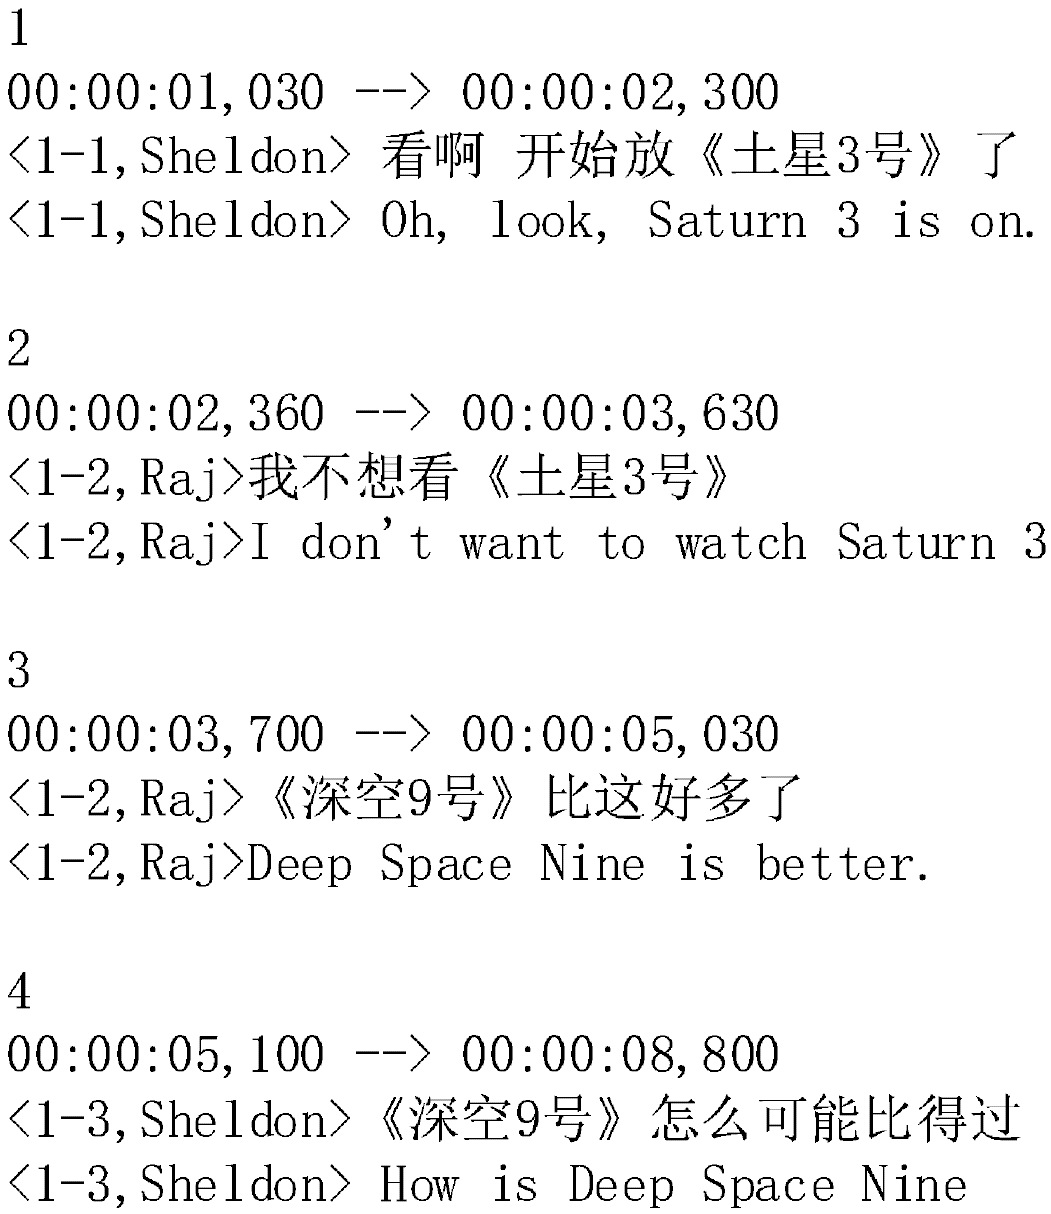 1
00:00:01,030 --> 00:00:02,300
<1-1,Sheldon> 看啊 开始放《土星3号》了
<1-1,Sheldon> Oh, look, Saturn 3 is on.
2
00:00:02,360 --> 00:00:03,630
<1-2,Raj>我不想看《土星3号》
<1-2,Raj>I don't want to watch Saturn 3
3
00:00:03,700 --> 00:00:05,030
<1-2,Raj>《深空9号》比这好多了
<1-2,Raj>Deep Space Nine is better.
4
00:00:05,100 --> 00:00:08,800
<1-3,Sheldon>《深空9号》怎么可能比得过
<1-3,Sheldon> How is Deep Space Nine